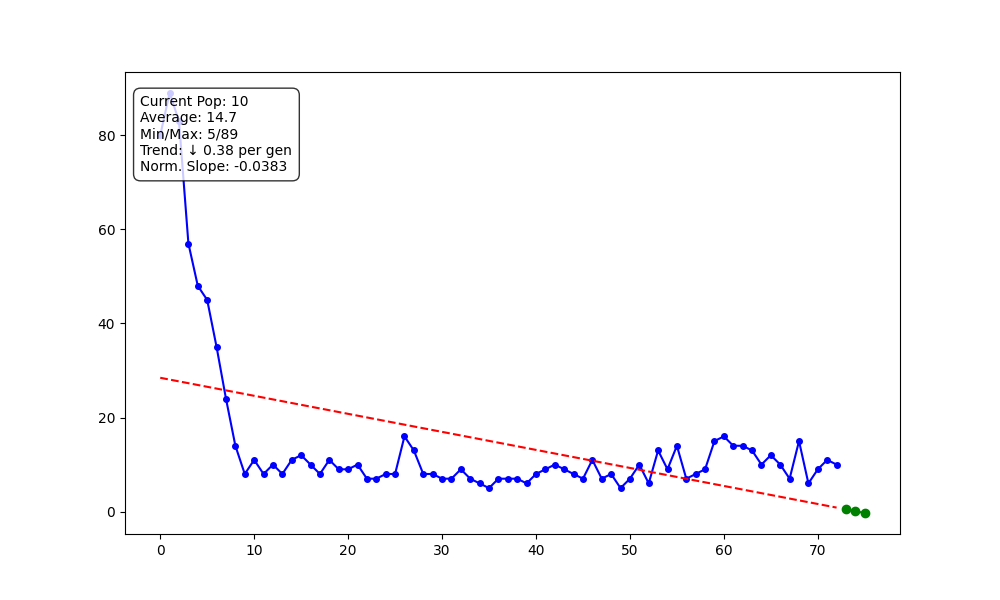 Current Pop: 10
Average: 14.7
Min/Max: 5/89
Trend: ↓ 0.38 per gen
Norm. Slope: -0.0383
80
60
40
20
0
0 10 20 30 40 50 60 70